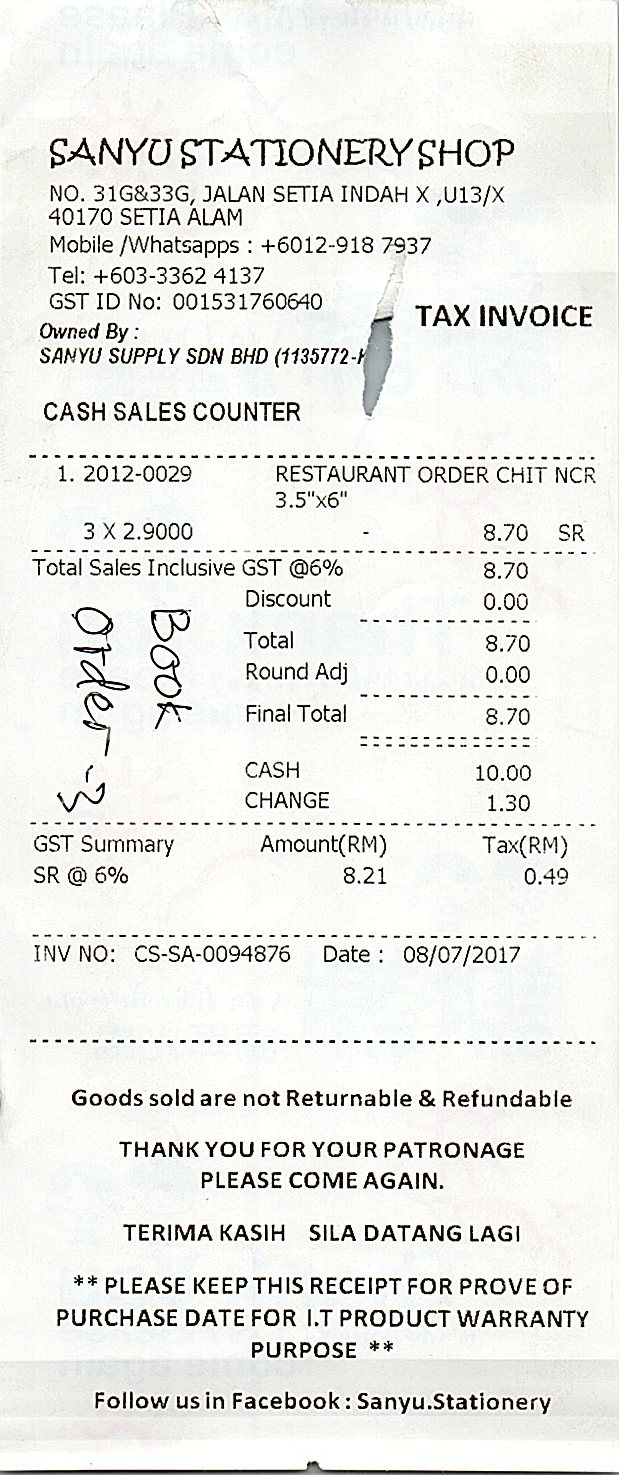 SANYU STATIONERY SHOP
NO. 31G&33G, JALAN SETIA INDAH X ,U13/X
40170 SETIA ALAM
Mobile /Whatsapps : +6012-918 7937
Tel: +603-3362 4137
GST ID No: 001531760640
TAX INVOICE
Owned By :
SANYU SUPPLY SDN BHD (1135772-K
CASH SALES COUNTER
1. 2012-0029 RESTAURANT ORDER CHIT NCR
3.5"x6"
3 X 2.9000 - 8.70 SR
Total Sales Inclusive GST @6% 8.70
Discount 0.00
Total 8.70
Round Adj 0.00
Final Total 8.70
CASH 10.00
CHANGE 1.30
Order
Book -3
GST Summary Amount(RM) Tax(RM)
SR @ 6% 8.21 0.49
INV NO: CS-SA-0094876 Date : 08/07/2017
Goods sold are not Returnable & Refundable
THANK YOU FOR YOUR PATRONAGE
PLEASE COME AGAIN.
TERIMA KASIH SILA DATANG LAGI
** PLEASE KEEP THIS RECEIPT FOR PROVE OF
PURCHASE DATE FOR I.T PRODUCT WARRANTY
PURPOSE **
Follow us in Facebook : Sanyu.Stationery